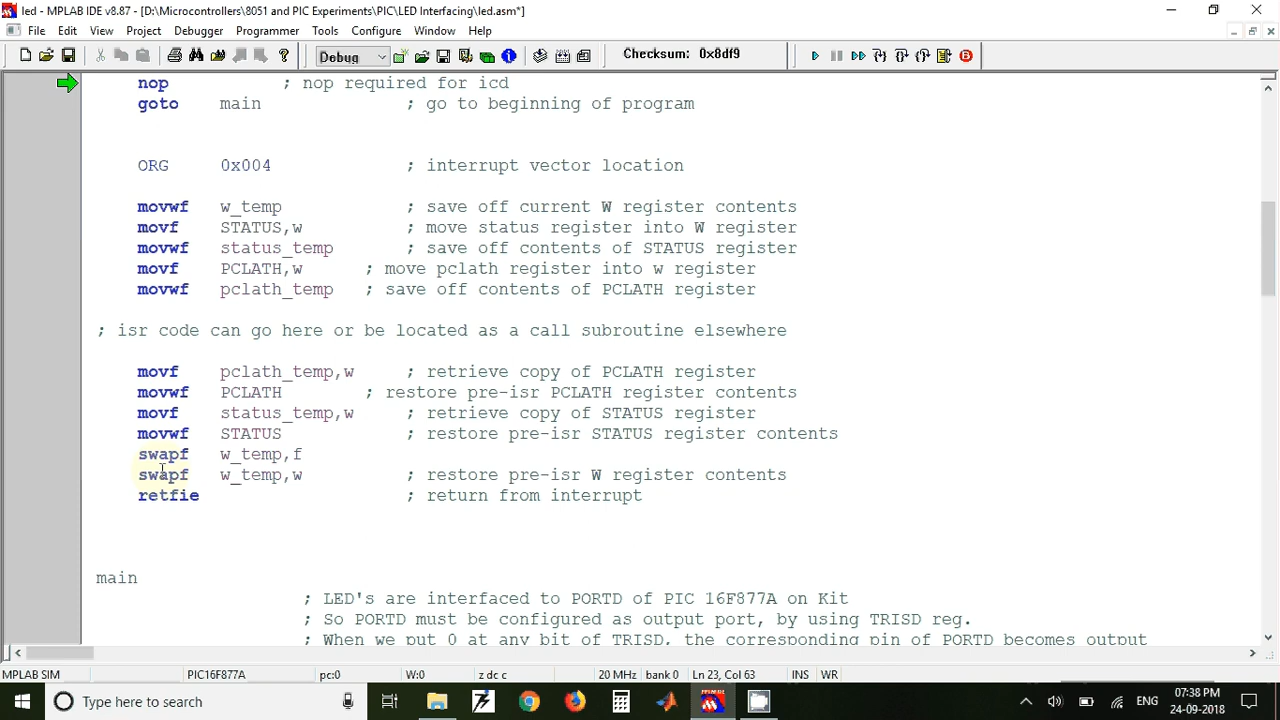 led - MPLAB IDE v8.87 - [D:\Microcontrollers\8051 and PIC Experiments\PIC\LED Interfacing\led.asm*]
File Edit View Project Debugger Programmer Tools Configure Window Help
Debug Checksum: 0x8df9
nop ; nop required for icd
goto main ; go to beginning of program
ORG 0x004 ; interrupt vector location
movwf w_temp ; save off current W register contents
movf STATUS,w ; move status register into W register
movwf status_temp ; save off contents of STATUS register
movf PCLATH,w ; move pclath register into w register
movwf pclath_temp ; save off contents of PCLATH register
; isr code can go here or be located as a call subroutine elsewhere
movf pclath_temp,w ; retrieve copy of PCLATH register
movwf PCLATH ; restore pre-isr PCLATH register contents
movf status_temp,w ; retrieve copy of STATUS register
movwf STATUS ; restore pre-isr STATUS register contents
swapf w_temp,f
swapf w_temp,w ; restore pre-isr W register contents
retfie ; return from interrupt
main
; LED's are interfaced to PORTD of PIC 16F877A on Kit
; So PORTD must be configured as output port, by using TRISD reg.
; When we put 0 at any bit of TRISD, the corresponding pin of PORTD becomes output
MPLAB SIM PIC16F877A pc:0 W:0 z dc c 20 MHz bank 0 Ln 23, Col 63 INS WR
Type here to search
07:38 PM
24-09-2018